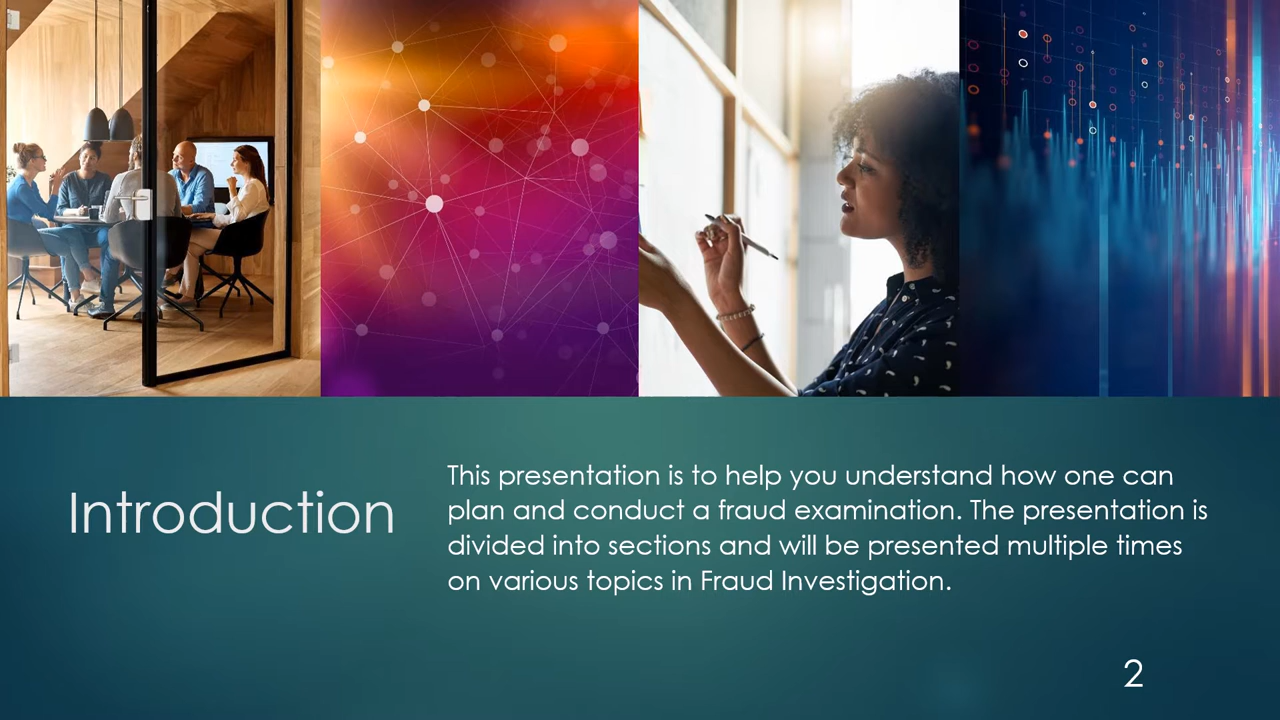 Introduction
This presentation is to help you understand how one can
plan and conduct a fraud examination. The presentation is
divided into sections and will be presented multiple times
on various topics in Fraud Investigation.
2